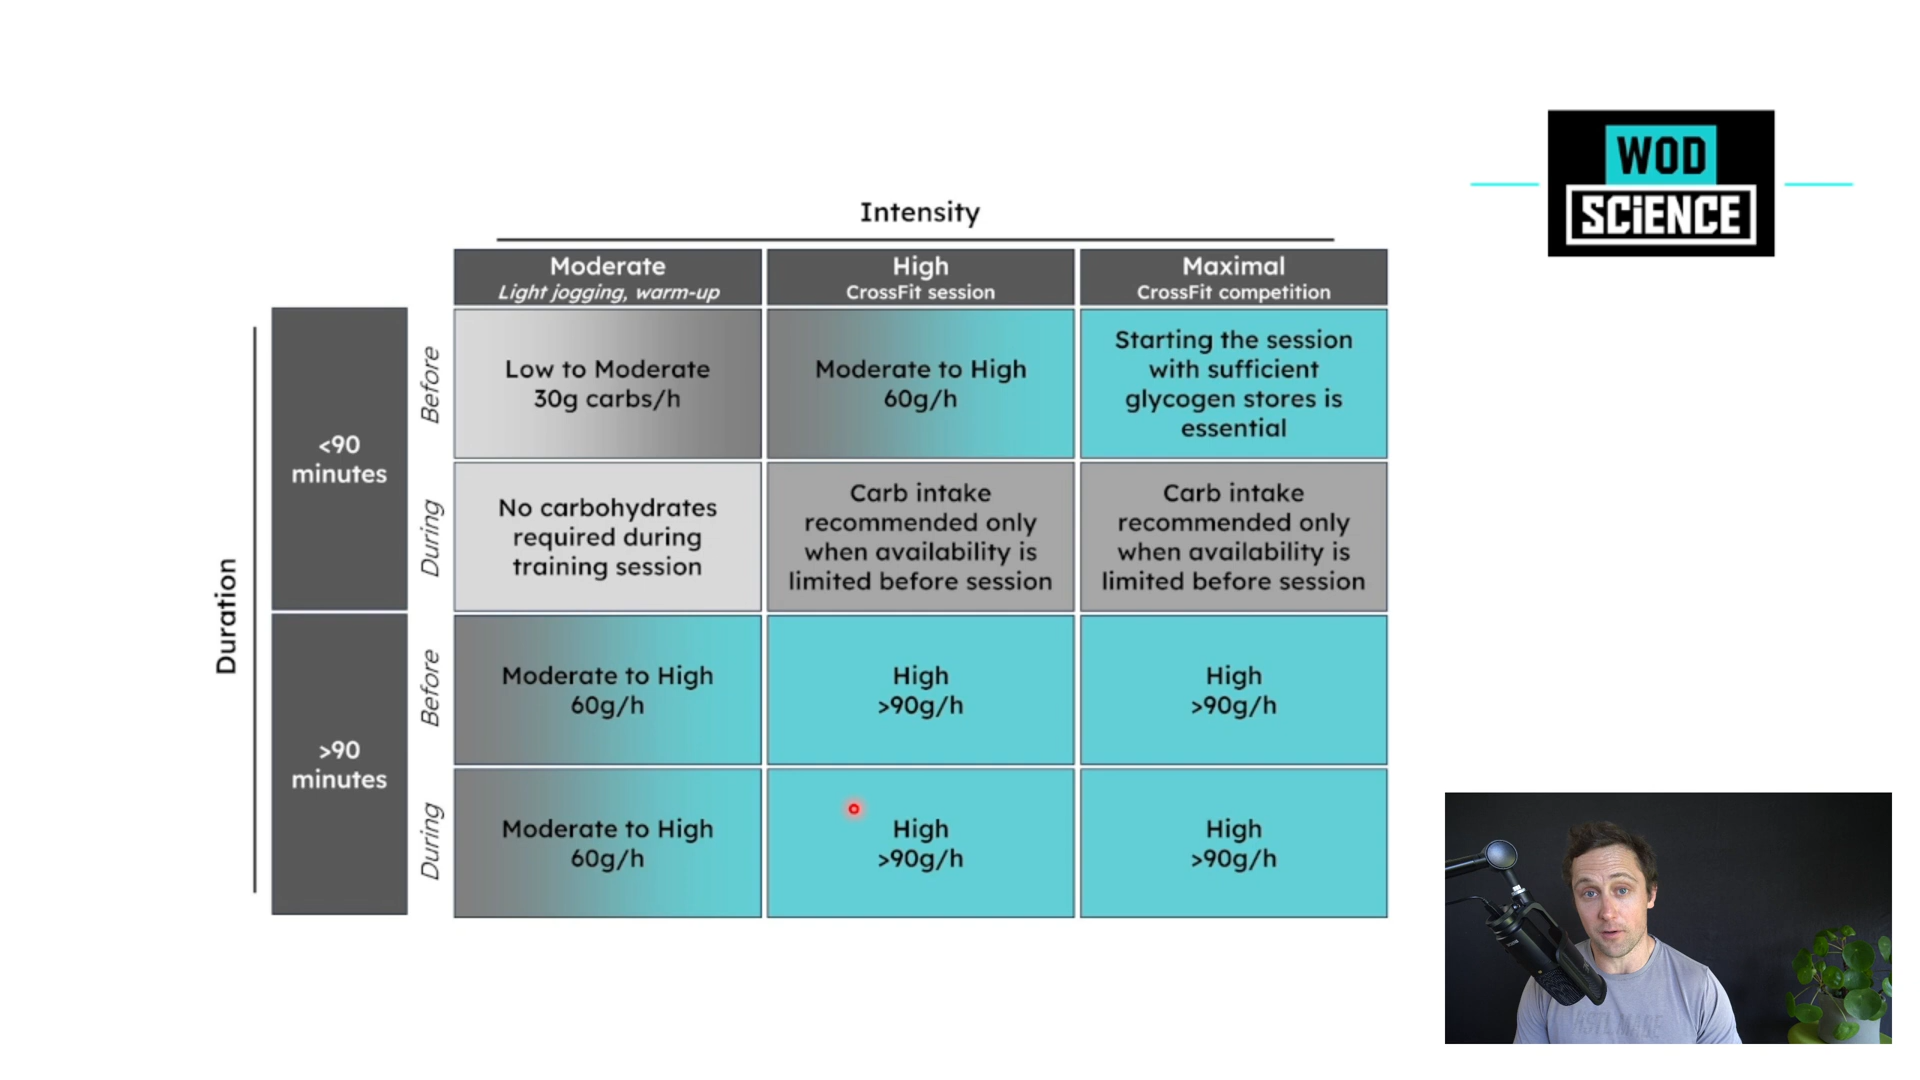 WOD
SCiENCE
Intensity
Moderate
Light jogging, warm-up
High
CrossFit session
Maximal
CrossFit competition
Duration
<90
minutes
Before
Low to Moderate
30g carbs/h
Moderate to High
60g/h
Starting the session
with sufficient
glycogen stores is
essential
During
No carbohydrates
required during
training session
Carb intake
recommended only
when availability is
limited before session
Carb intake
recommended only
when availability is
limited before session
>90
minutes
Before
Moderate to High
60g/h
High
>90g/h
High
>90g/h
During
Moderate to High
60g/h
High
>90g/h
High
>90g/h